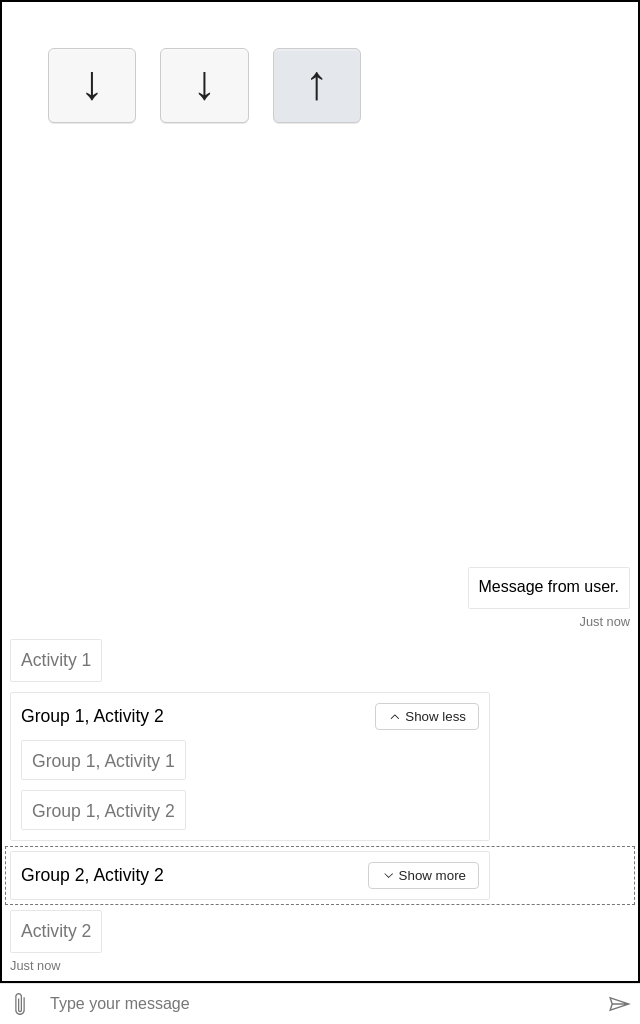 ↓ ↓ ↑
Message from user.
Just now
Activity 1
Group 1, Activity 2 Show less
Group 1, Activity 1
Group 1, Activity 2
Group 2, Activity 2 Show more
Activity 2
Just now
Type your message